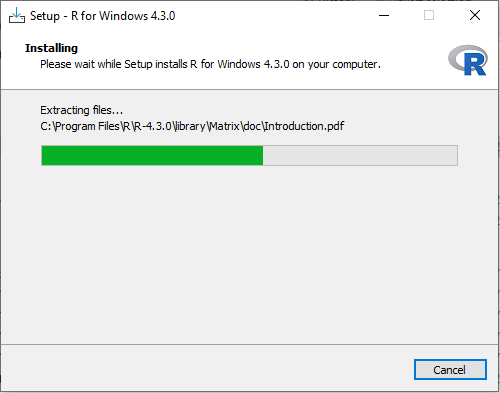 Setup - R for Windows 4.3.0
Installing
Please wait while Setup installs R for Windows 4.3.0 on your computer.
R
Extracting files...
C:\Program Files\R\R-4.3.0\library\Matrix\doc\Introduction.pdf
Cancel